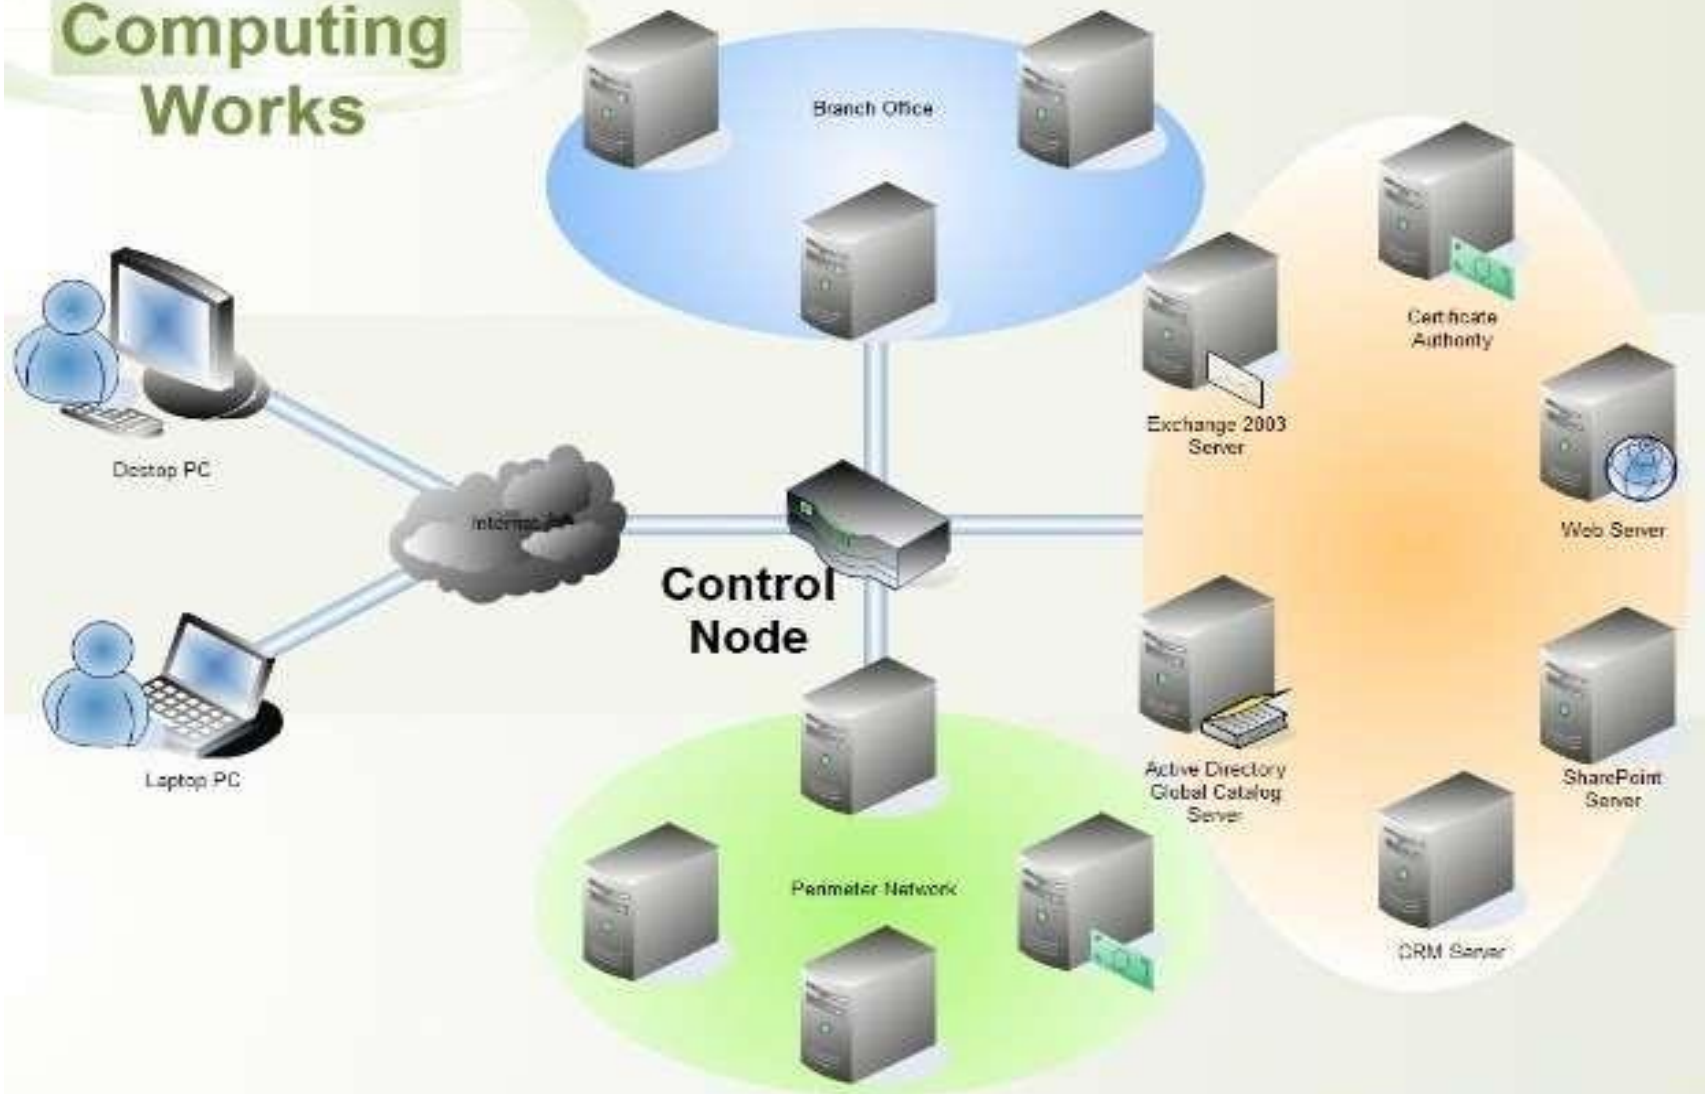 Computing
Works
Branch Office
Certificate
Authority
Exchange 2003
Server
Destop PC
Internet
Web Server
Control
Node
Laptop PC
Active Directory
Global Catalog
Server
SharePoint
Server
Perimeter Network
CRM Server